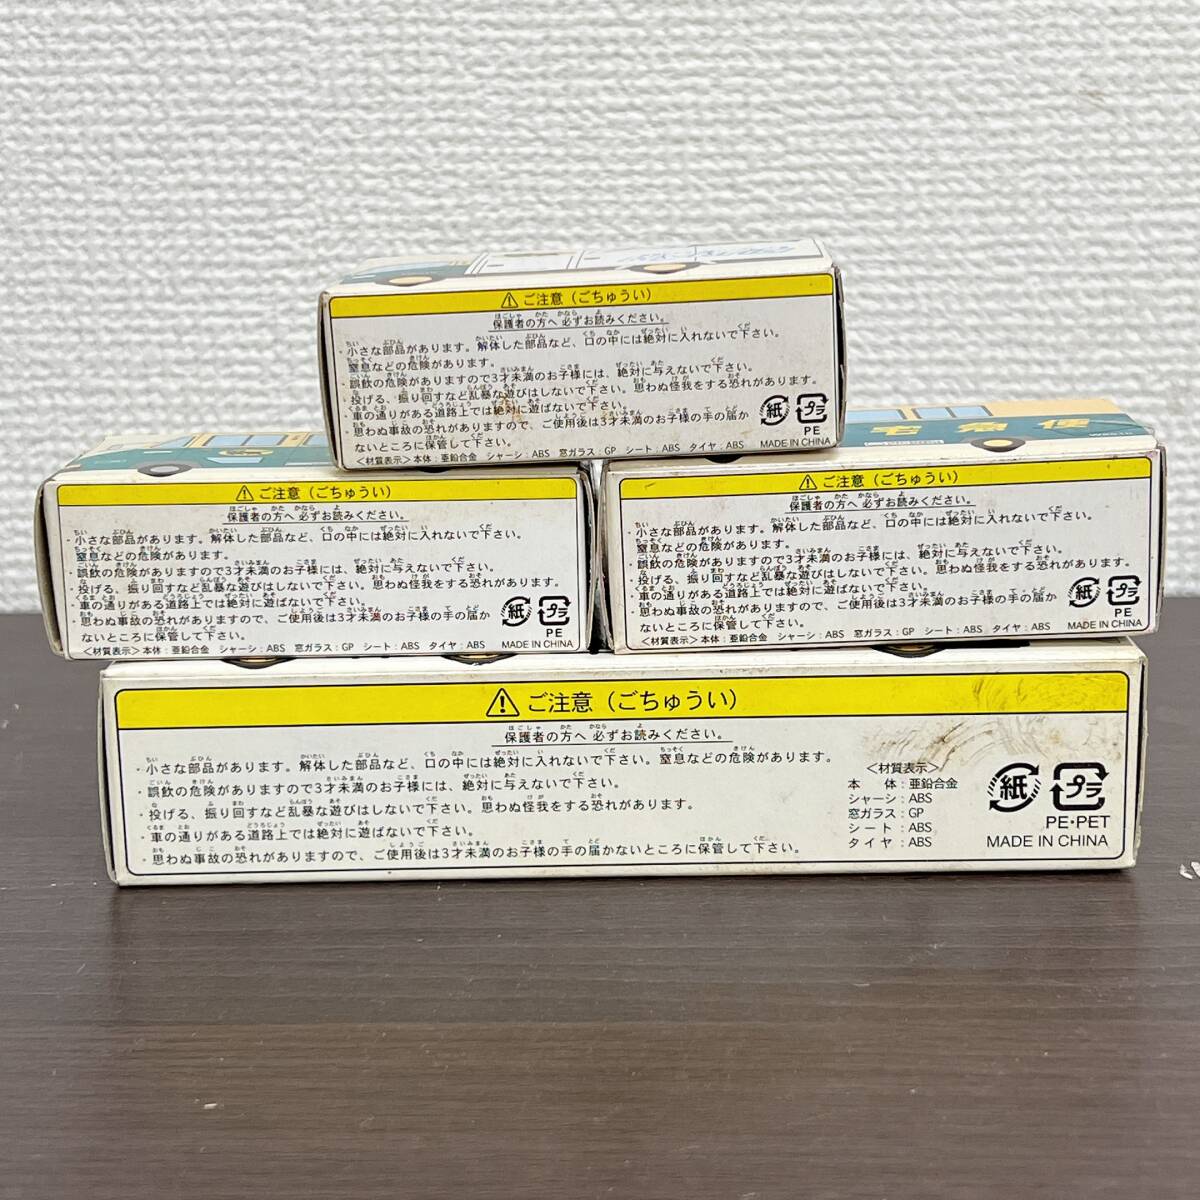 ⚠ ご注意（ごちゅうい）
保護者の方へ 必ずお読みください。
・小さな部品があります。解体した部品など、口の中には絶対に入れないで下さい。
窒息などの危険があります。
・誤飲の危険がありますので3才未満のお子様には、絶対に与えないで下さい。
・投げる、振り回すなど乱暴な遊びはしないで下さい。思わぬ怪我をする恐れがあります。
・車の通りがある道路上では絶対に遊ばないで下さい。
・思わぬ事故の恐れがありますので、ご使用後は3才未満のお子様の手の届か
ないところに保管して下さい。
紙 プラ
PE
<材質表示>本体：亜鉛合金 シャーシ：ABS 窓ガラス：GP シート：ABS タイヤ：ABS MADE IN CHINA
宅急便
⚠ ご注意（ごちゅうい）
保護者の方へ 必ずお読みください。
・小さな部品があります。解体した部品など、口の中には絶対に入れないで下さい。
窒息などの危険があります。
・誤飲の危険がありますので3才未満のお子様には、絶対に与えないで下さい。
・投げる、振り回すなど乱暴な遊びはしないで下さい。思わぬ怪我をする恐れがあります。
・車の通りがある道路上では絶対に遊ばないで下さい。
・思わぬ事故の恐れがありますので、ご使用後は3才未満のお子様の手の届か
ないところに保管して下さい。
紙 プラ
PE
<材質表示>本体：亜鉛合金 シャーシ：ABS 窓ガラス：GP シート：ABS タイヤ：ABS MADE IN CHINA
⚠ ご注意（ごちゅうい）
保護者の方へ 必ずお読みください。
・小さな部品があります。解体した部品など、口の中には絶対に入れないで下さい。
窒息などの危険があります。
・誤飲の危険がありますので3才未満のお子様には、絶対に与えないで下さい。
・投げる、振り回すなど乱暴な遊びはしないで下さい。思わぬ怪我をする恐れがあります。
・車の通りがある道路上では絶対に遊ばないで下さい。
・思わぬ事故の恐れがありますので、ご使用後は3才未満のお子様の手の届か
ないところに保管して下さい。
紙 プラ
PE
<材質表示>本体：亜鉛合金 シャーシ：ABS 窓ガラス：GP シート：ABS タイヤ：ABS MADE IN CHINA
⚠ ご注意（ごちゅうい）
保護者の方へ 必ずお読みください。
・小さな部品があります。解体した部品など、口の中には絶対に入れないで下さい。窒息などの危険があります。
・誤飲の危険がありますので3才未満のお子様には、絶対に与えないで下さい。
・投げる、振り回すなど乱暴な遊びはしないで下さい。思わぬ怪我をする恐れがあります。
・車の通りがある道路上では絶対に遊ばないで下さい。
・思わぬ事故の恐れがありますので、ご使用後は3才未満のお子様の手の届かないところに保管して下さい。
<材質表示>
本 体：亜鉛合金
シャーシ：ABS
窓ガラス：GP
シート：ABS
タイヤ：ABS
紙 プラ
PE・PET
MADE IN CHINA